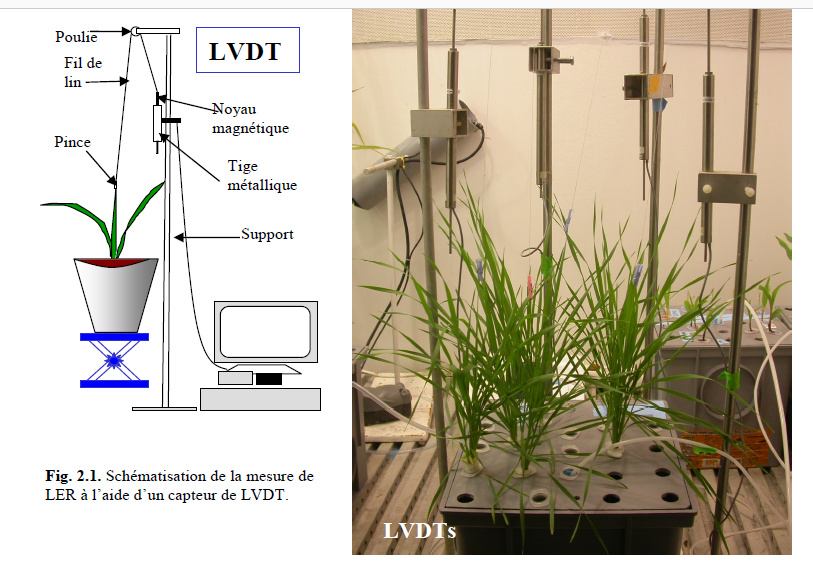 Poulie
LVDT
Fil de
lin
Noyau
magnétique
Pince
Tige
métallique
Support
Fig. 2.1. Schématisation de la mesure de
LER à l’aide d’un capteur de LVDT.
LVDTs